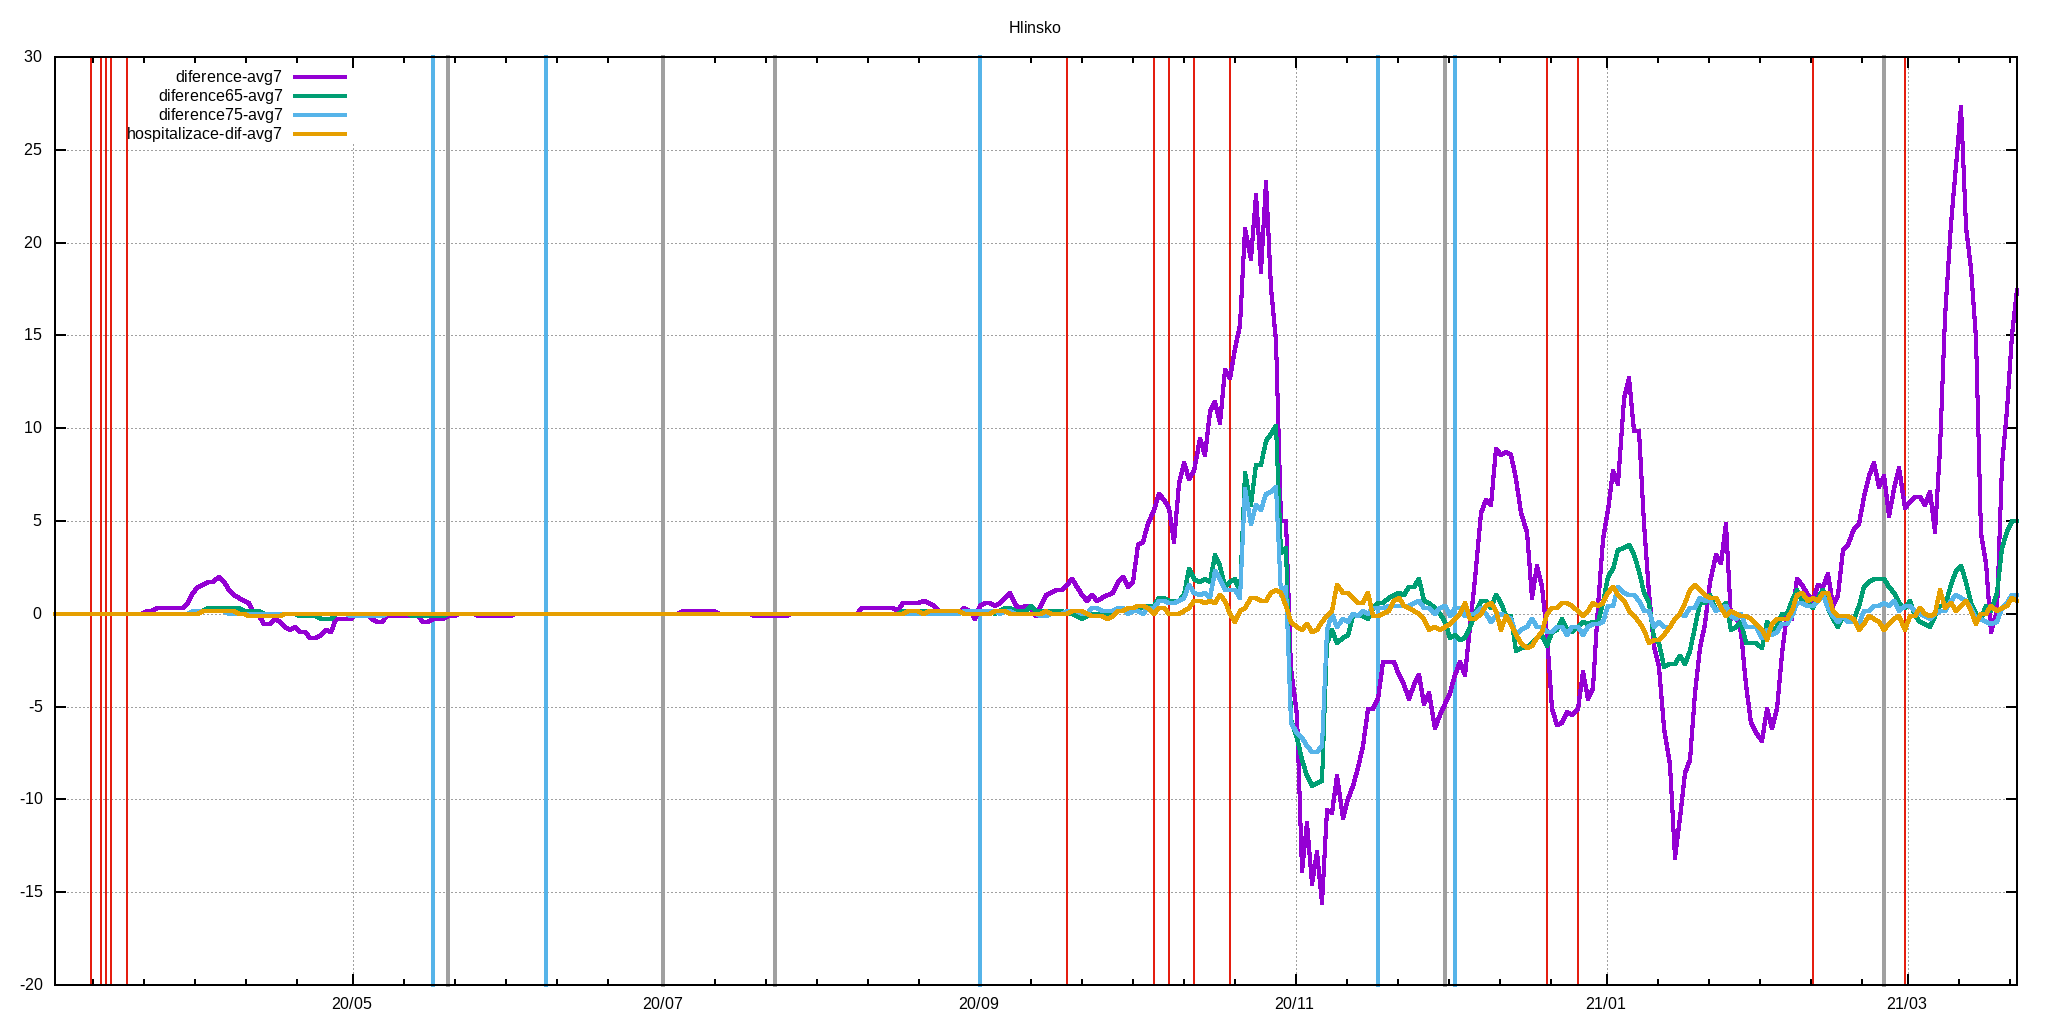 Hlinsko
diference-avg7
diference65-avg7
diference75-avg7
hospitalizace-dif-avg7
30
25
20
15
10
5
0
-5
-10
-15
-20
20/05 20/07 20/09 20/11 21/01 21/03